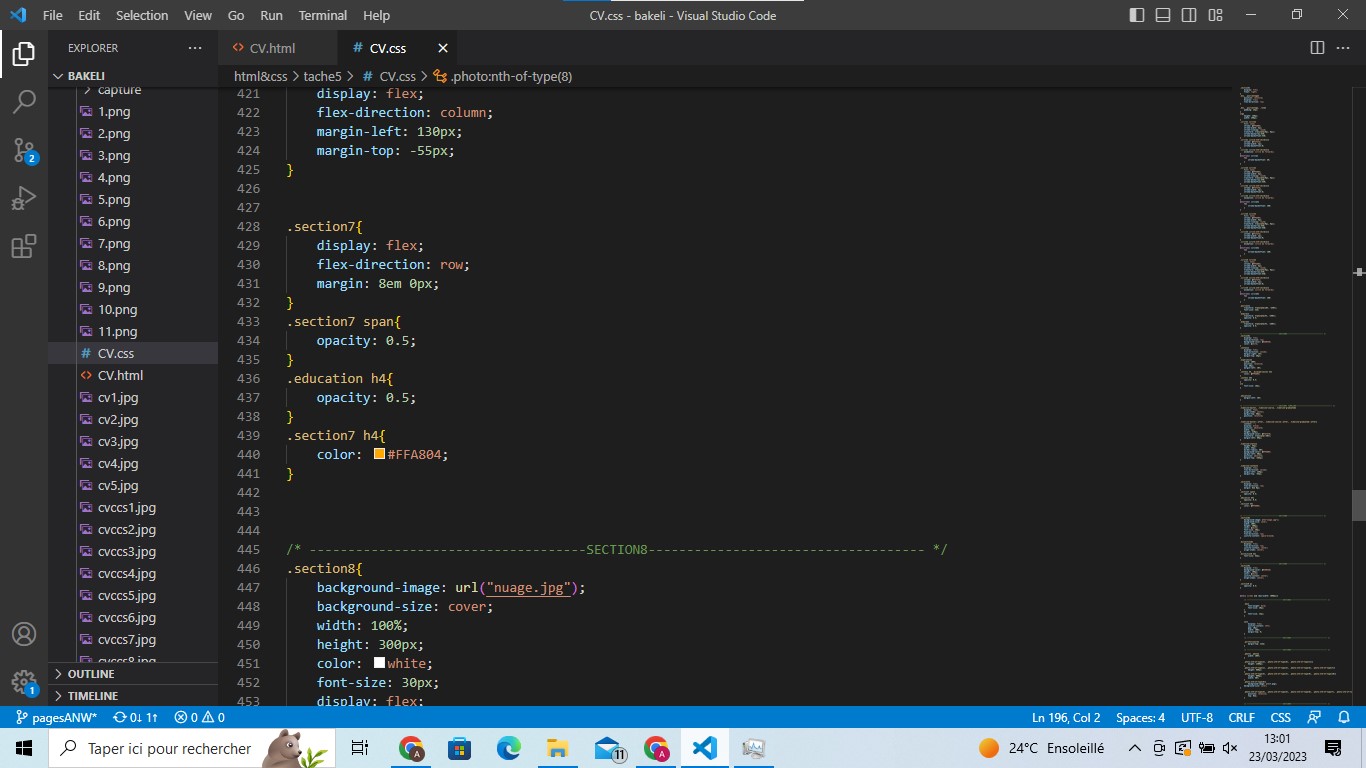 File Edit Selection View Go Run Terminal Help
CV.css - bakeli - Visual Studio Code
EXPLORER
CV.html
# CV.css
html&css > tache5 > # CV.css > .photo:nth-of-type(8)
BAKELI
capture
1.png
2.png
3.png
4.png
5.png
6.png
7.png
8.png
9.png
10.png
11.png
# CV.css
CV.html
cv1.jpg
cv2.jpg
cv3.jpg
cv4.jpg
cv5.jpg
cvccs1.jpg
cvccs2.jpg
cvccs3.jpg
cvccs4.jpg
cvccs5.jpg
cvccs6.jpg
cvccs7.jpg
cvccs8.jpg
OUTLINE
TIMELINE
2
1
421 display: flex;
422 flex-direction: column;
423 margin-left: 130px;
424 margin-top: -55px;
425 }
426
427
428 .section7{
429 display: flex;
430 flex-direction: row;
431 margin: 8em 0px;
432 }
433 .section7 span{
434 opacity: 0.5;
435 }
436 .education h4{
437 opacity: 0.5;
438 }
439 .section7 h4{
440 color: #FFA804;
441 }
442
443
444
445 /* ------------------------------------SECTION8------------------------------------ */
446 .section8{
447 background-image: url("nuage.jpg");
448 background-size: cover;
449 width: 100%;
450 height: 300px;
451 color: white;
452 font-size: 30px;
453 display: flex;
pagesANW* 0↓ 1↑ 0 0
Ln 196, Col 2 Spaces: 4 UTF-8 CRLF CSS
Taper ici pour rechercher
A
11
A
24°C Ensoleillé
13:01
23/03/2023